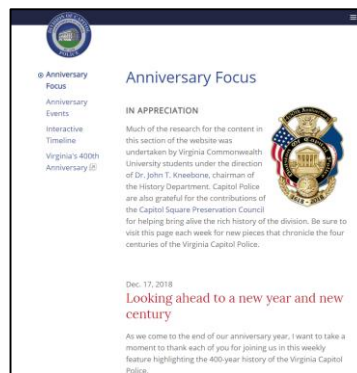 DIVISION OF CAPITOL
POLICE
Anniversary
Focus
Anniversary
Events
Interactive
Timeline
Virginia's 400th
Anniversary
Anniversary Focus
IN APPRECIATION
Much of the research for the content in
this section of the website was
undertaken by Virginia Commonwealth
University students under the direction
of Dr. John T. Kneebone, chairman of
the History Department. Capitol Police
are also grateful for the contributions of
the Capitol Square Preservation Council
for helping bring alive the rich history of the division. Be sure to
visit this page each week for new pieces that chronicle the four
centuries of the Virginia Capitol Police.
1618 - 2018
Dec. 17, 2018
Looking ahead to a new year and new
century
As we come to the end of our anniversary year, I want to take a
moment to thank each of you for joining us in this weekly
feature highlighting the 400-year history of the Virginia Capitol
Police.